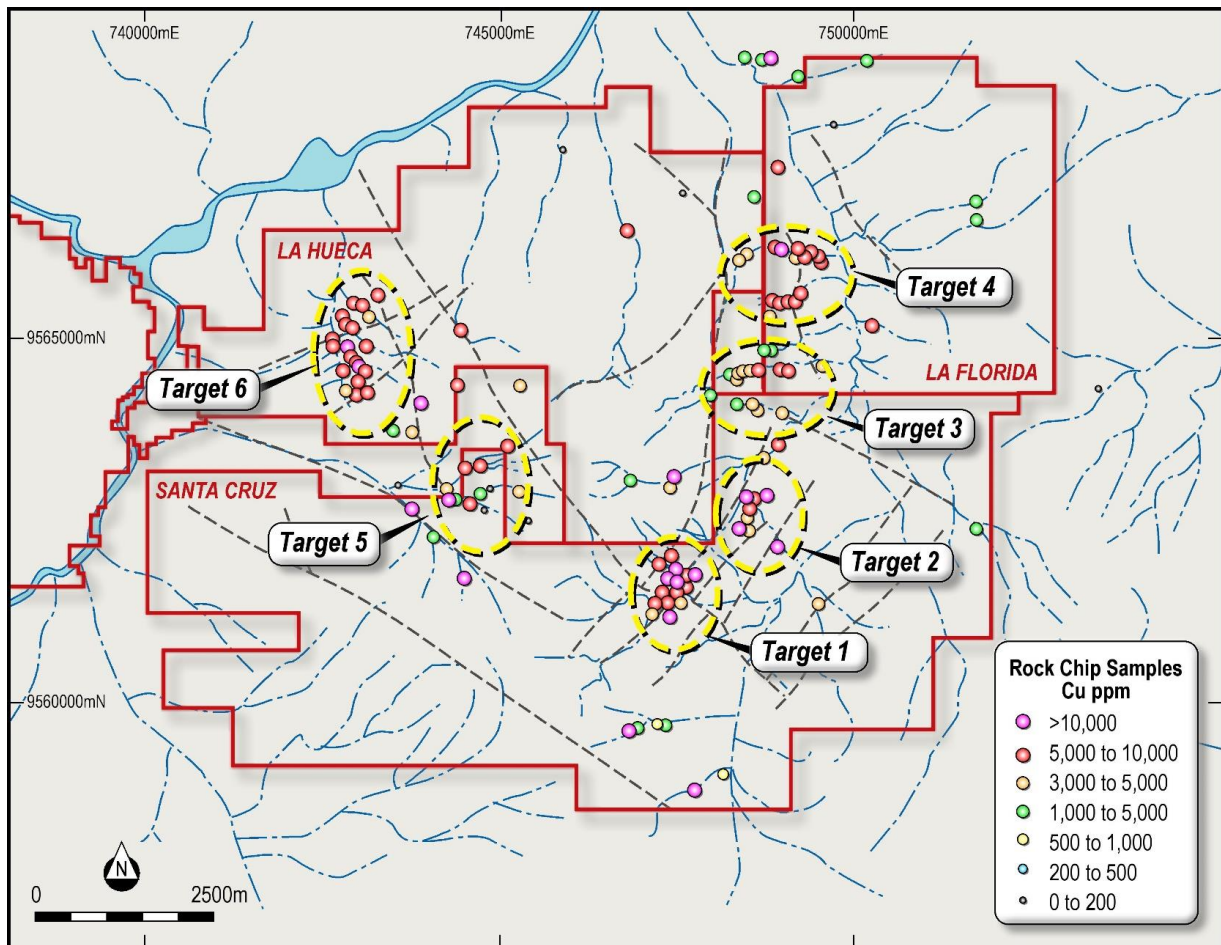 740000mE
745000mE
750000mE
LA HUECA
Target 4
9565000mN
LA FLORIDA
Target 6
Target 3
SANTA CRUZ
Target 5
Target 2
Target 1
9560000mN
Rock Chip Samples
Cu ppm
>10,000
5,000 to 10,000
3,000 to 5,000
1,000 to 5,000
500 to 1,000
200 to 500
0 to 200
N
0 2500m